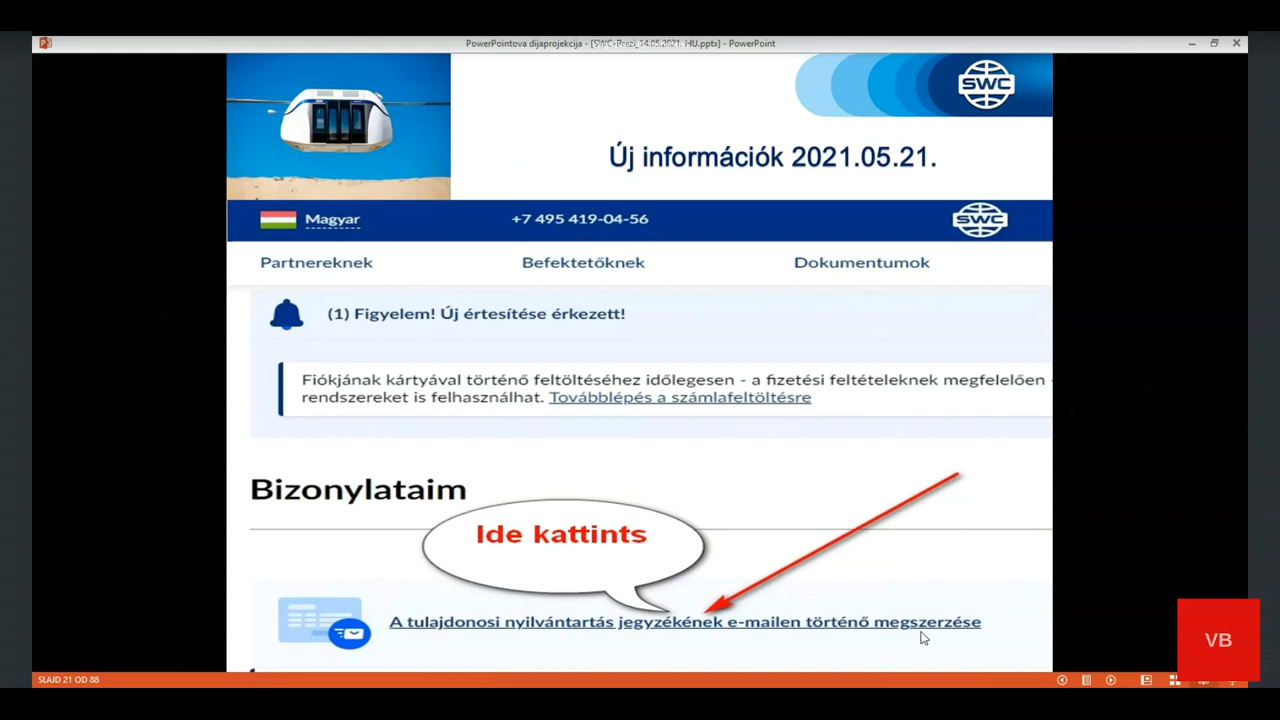 PowerPointova dijaprojekcija - [SWC-Prezi_24.05.2021. HU.pptx] - PowerPoint
SWC
Új információk 2021.05.21.
Magyar
+7 495 419-04-56
SWC
Partnereknek
Befektetőknek
Dokumentumok
(1) Figyelem! Új értesítése érkezett!
Fiókjának kártyával történő feltöltéséhez időlegesen - a fizetési feltételeknek megfelelően -
rendszereket is felhasználhat. Továbblépés a számlafeltöltésre
Bizonylataim
Ide kattints
A tulajdonosi nyilvántartás jegyzékének e-mailen történő megszerzése
VB
SLAJD 21 OD 88